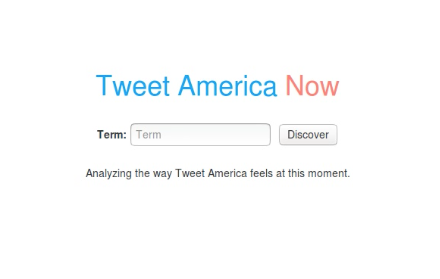 Tweet America Now
Term: Term Discover
Analyzing the way Tweet America feels at this moment.